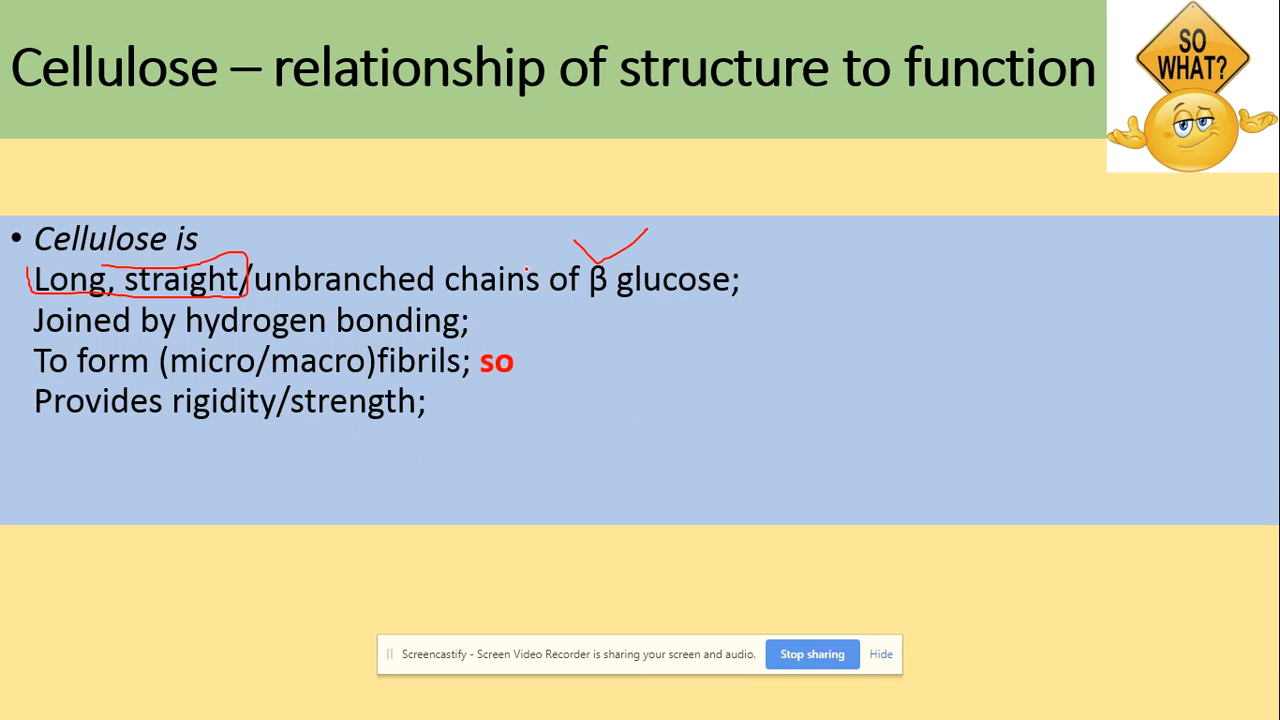 Cellulose – relationship of structure to function
SO
WHAT?
• Cellulose is
Long, straight/unbranched chains of β glucose;
Joined by hydrogen bonding;
To form (micro/macro)fibrils; so
Provides rigidity/strength;
Screencastify - Screen Video Recorder is sharing your screen and audio. Stop sharing Hide